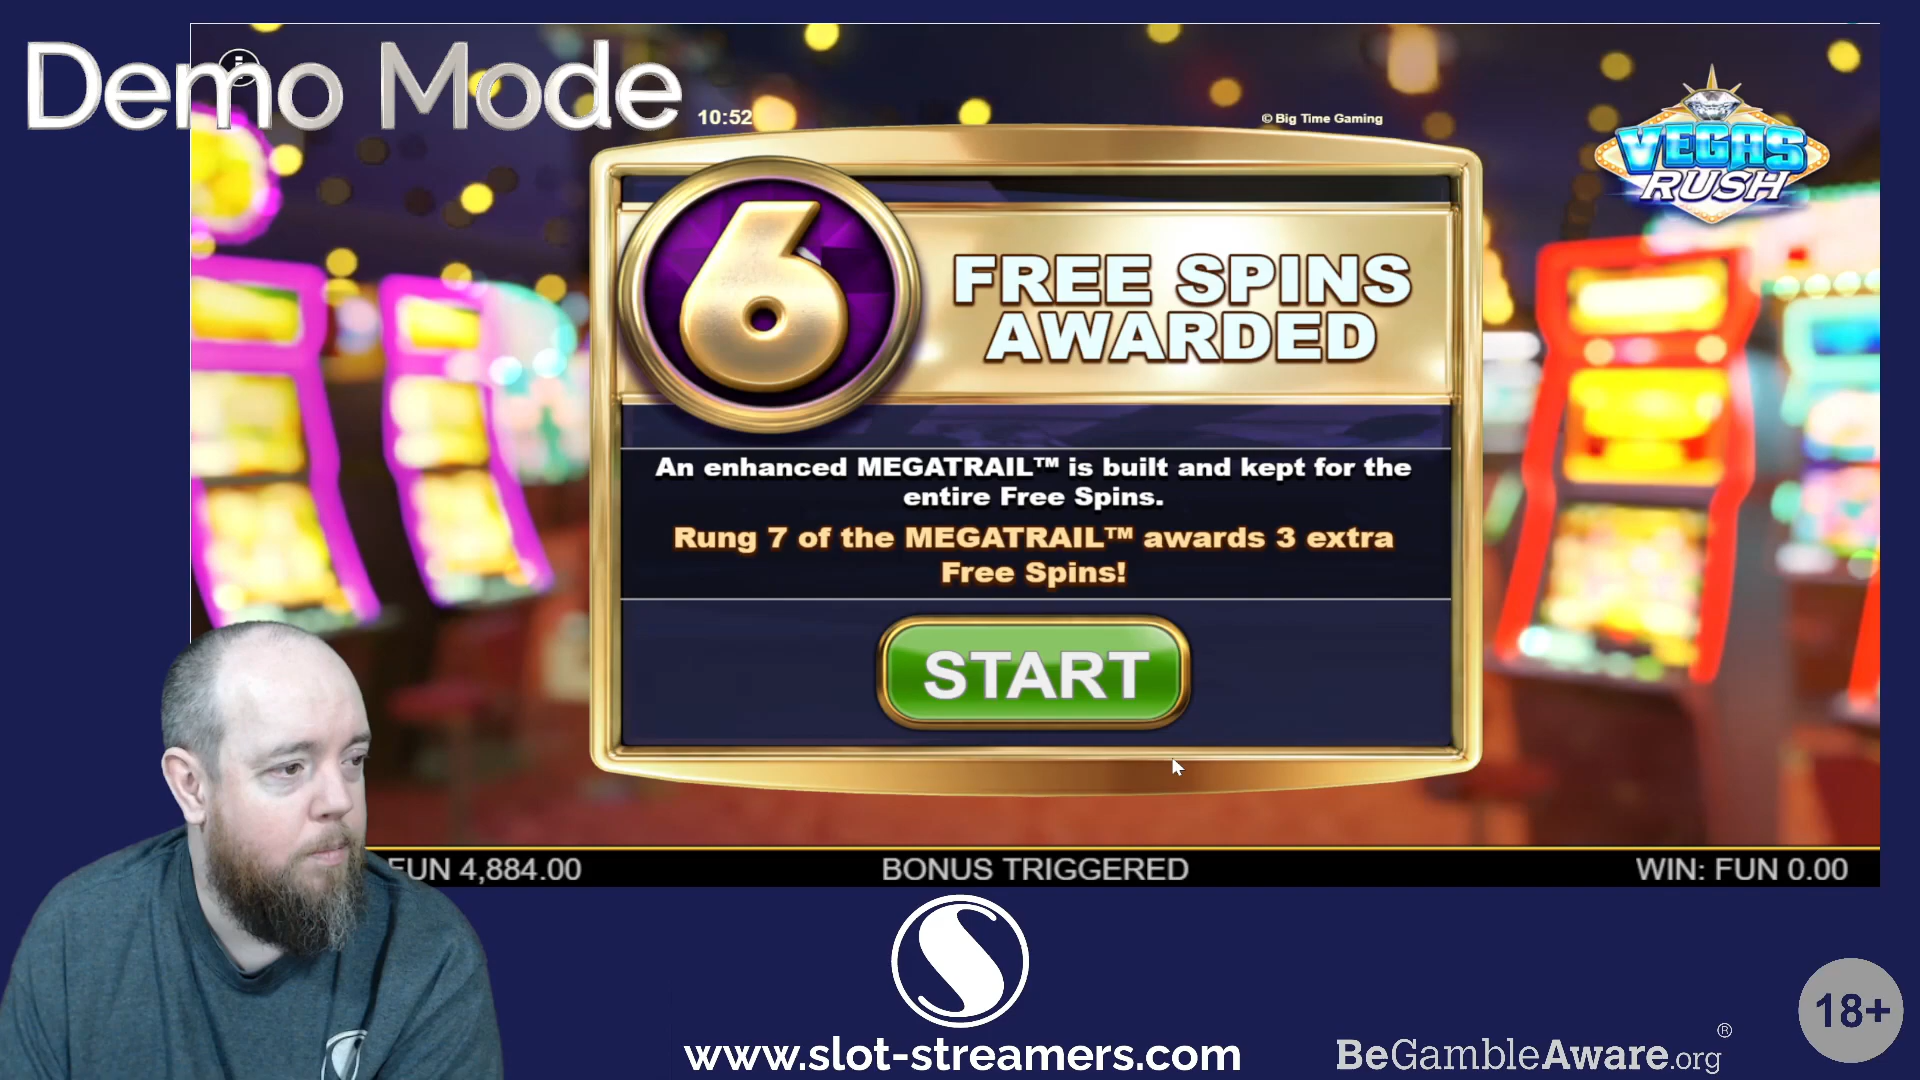 Demo Mode
10:52
© Big Time Gaming
VEGAS
RUSH
6
FREE SPINS
AWARDED
An enhanced MEGATRAIL™ is built and kept for the
entire Free Spins.
Rung 7 of the MEGATRAIL™ awards 3 extra
Free Spins!
START
FUN 4,884.00
BONUS TRIGGERED
WIN: FUN 0.00
www.slot-streamers.com
BeGambleAware.org®
18+